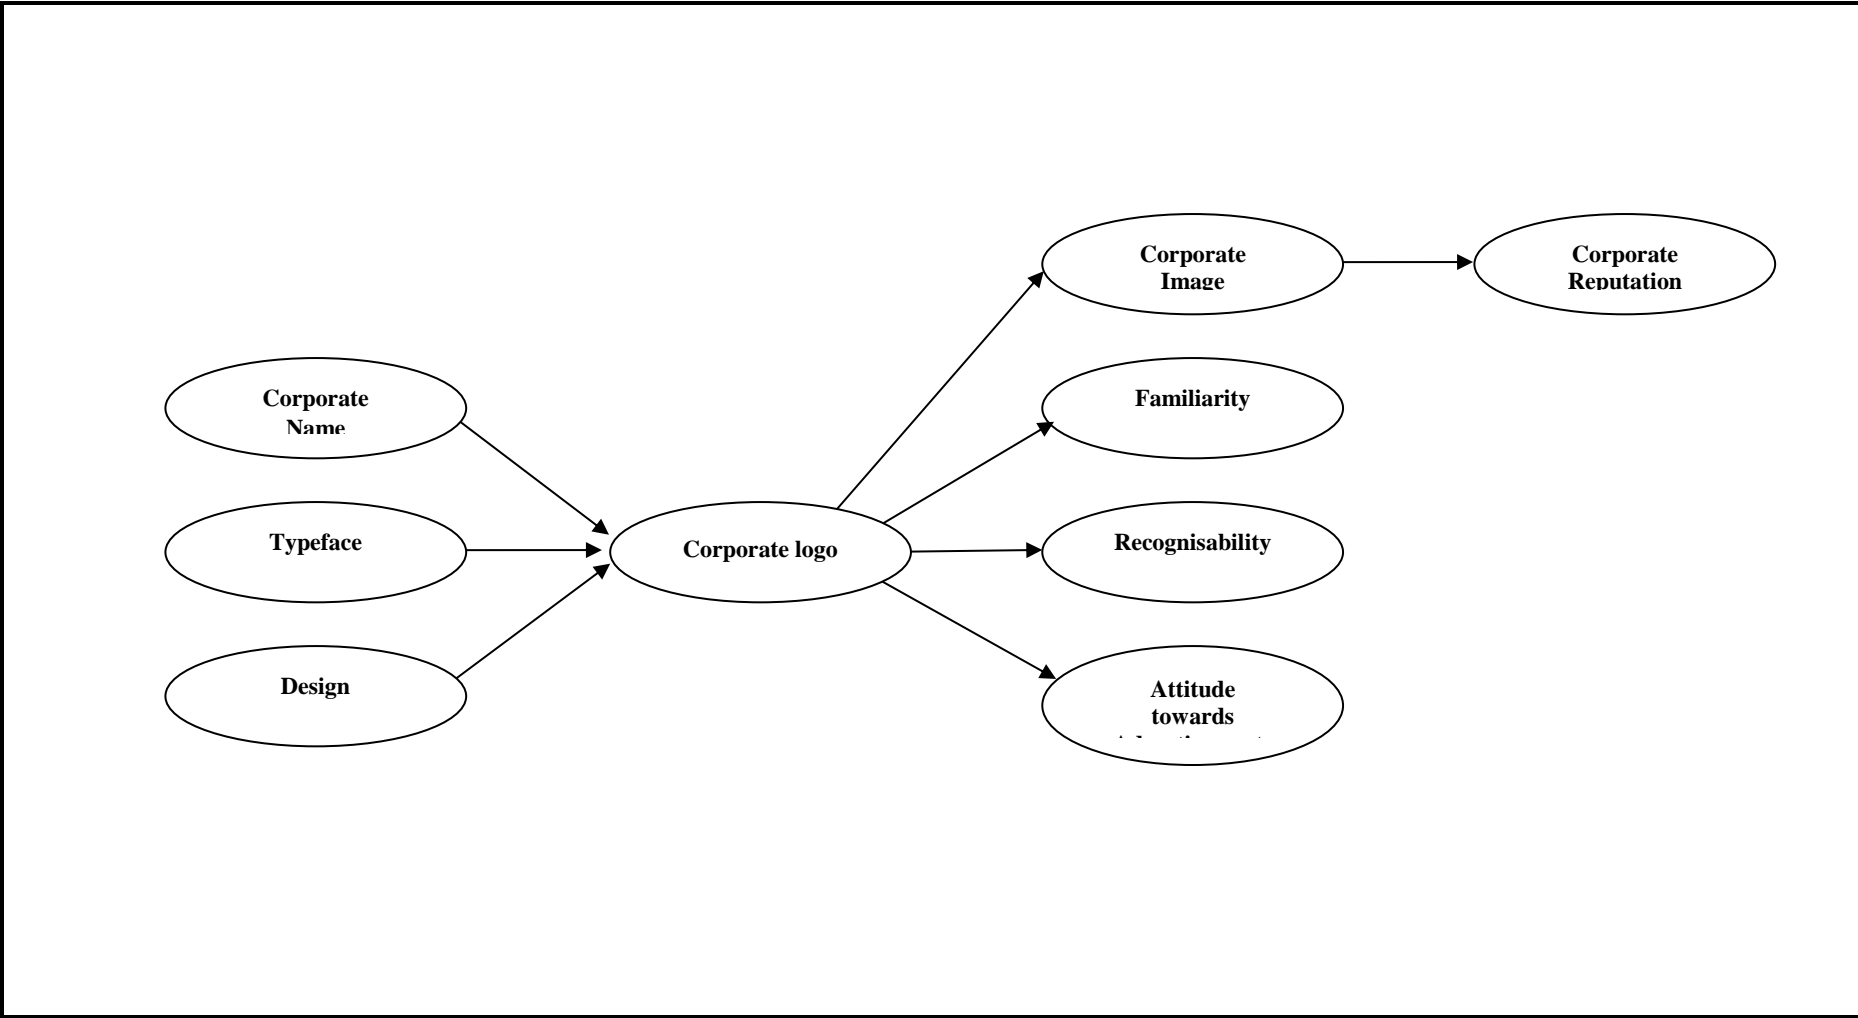 Corporate
Image
Corporate
Reputation
Corporate
Name
Familiarity
Typeface
Corporate logo
Recognisability
Design
Attitude
towards